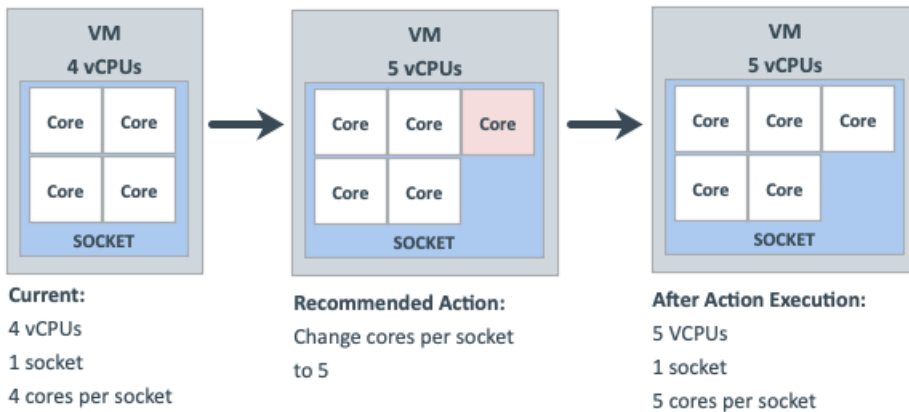 VM
4 vCPUs
Core Core
Core Core
SOCKET
Current:
4 vCPUs
1 socket
4 cores per socket
VM
5 vCPUs
Core Core Core
Core Core
SOCKET
Recommended Action:
Change cores per socket
to 5
VM
5 vCPUs
Core Core Core
Core Core
SOCKET
After Action Execution:
5 VCPUs
1 socket
5 cores per socket